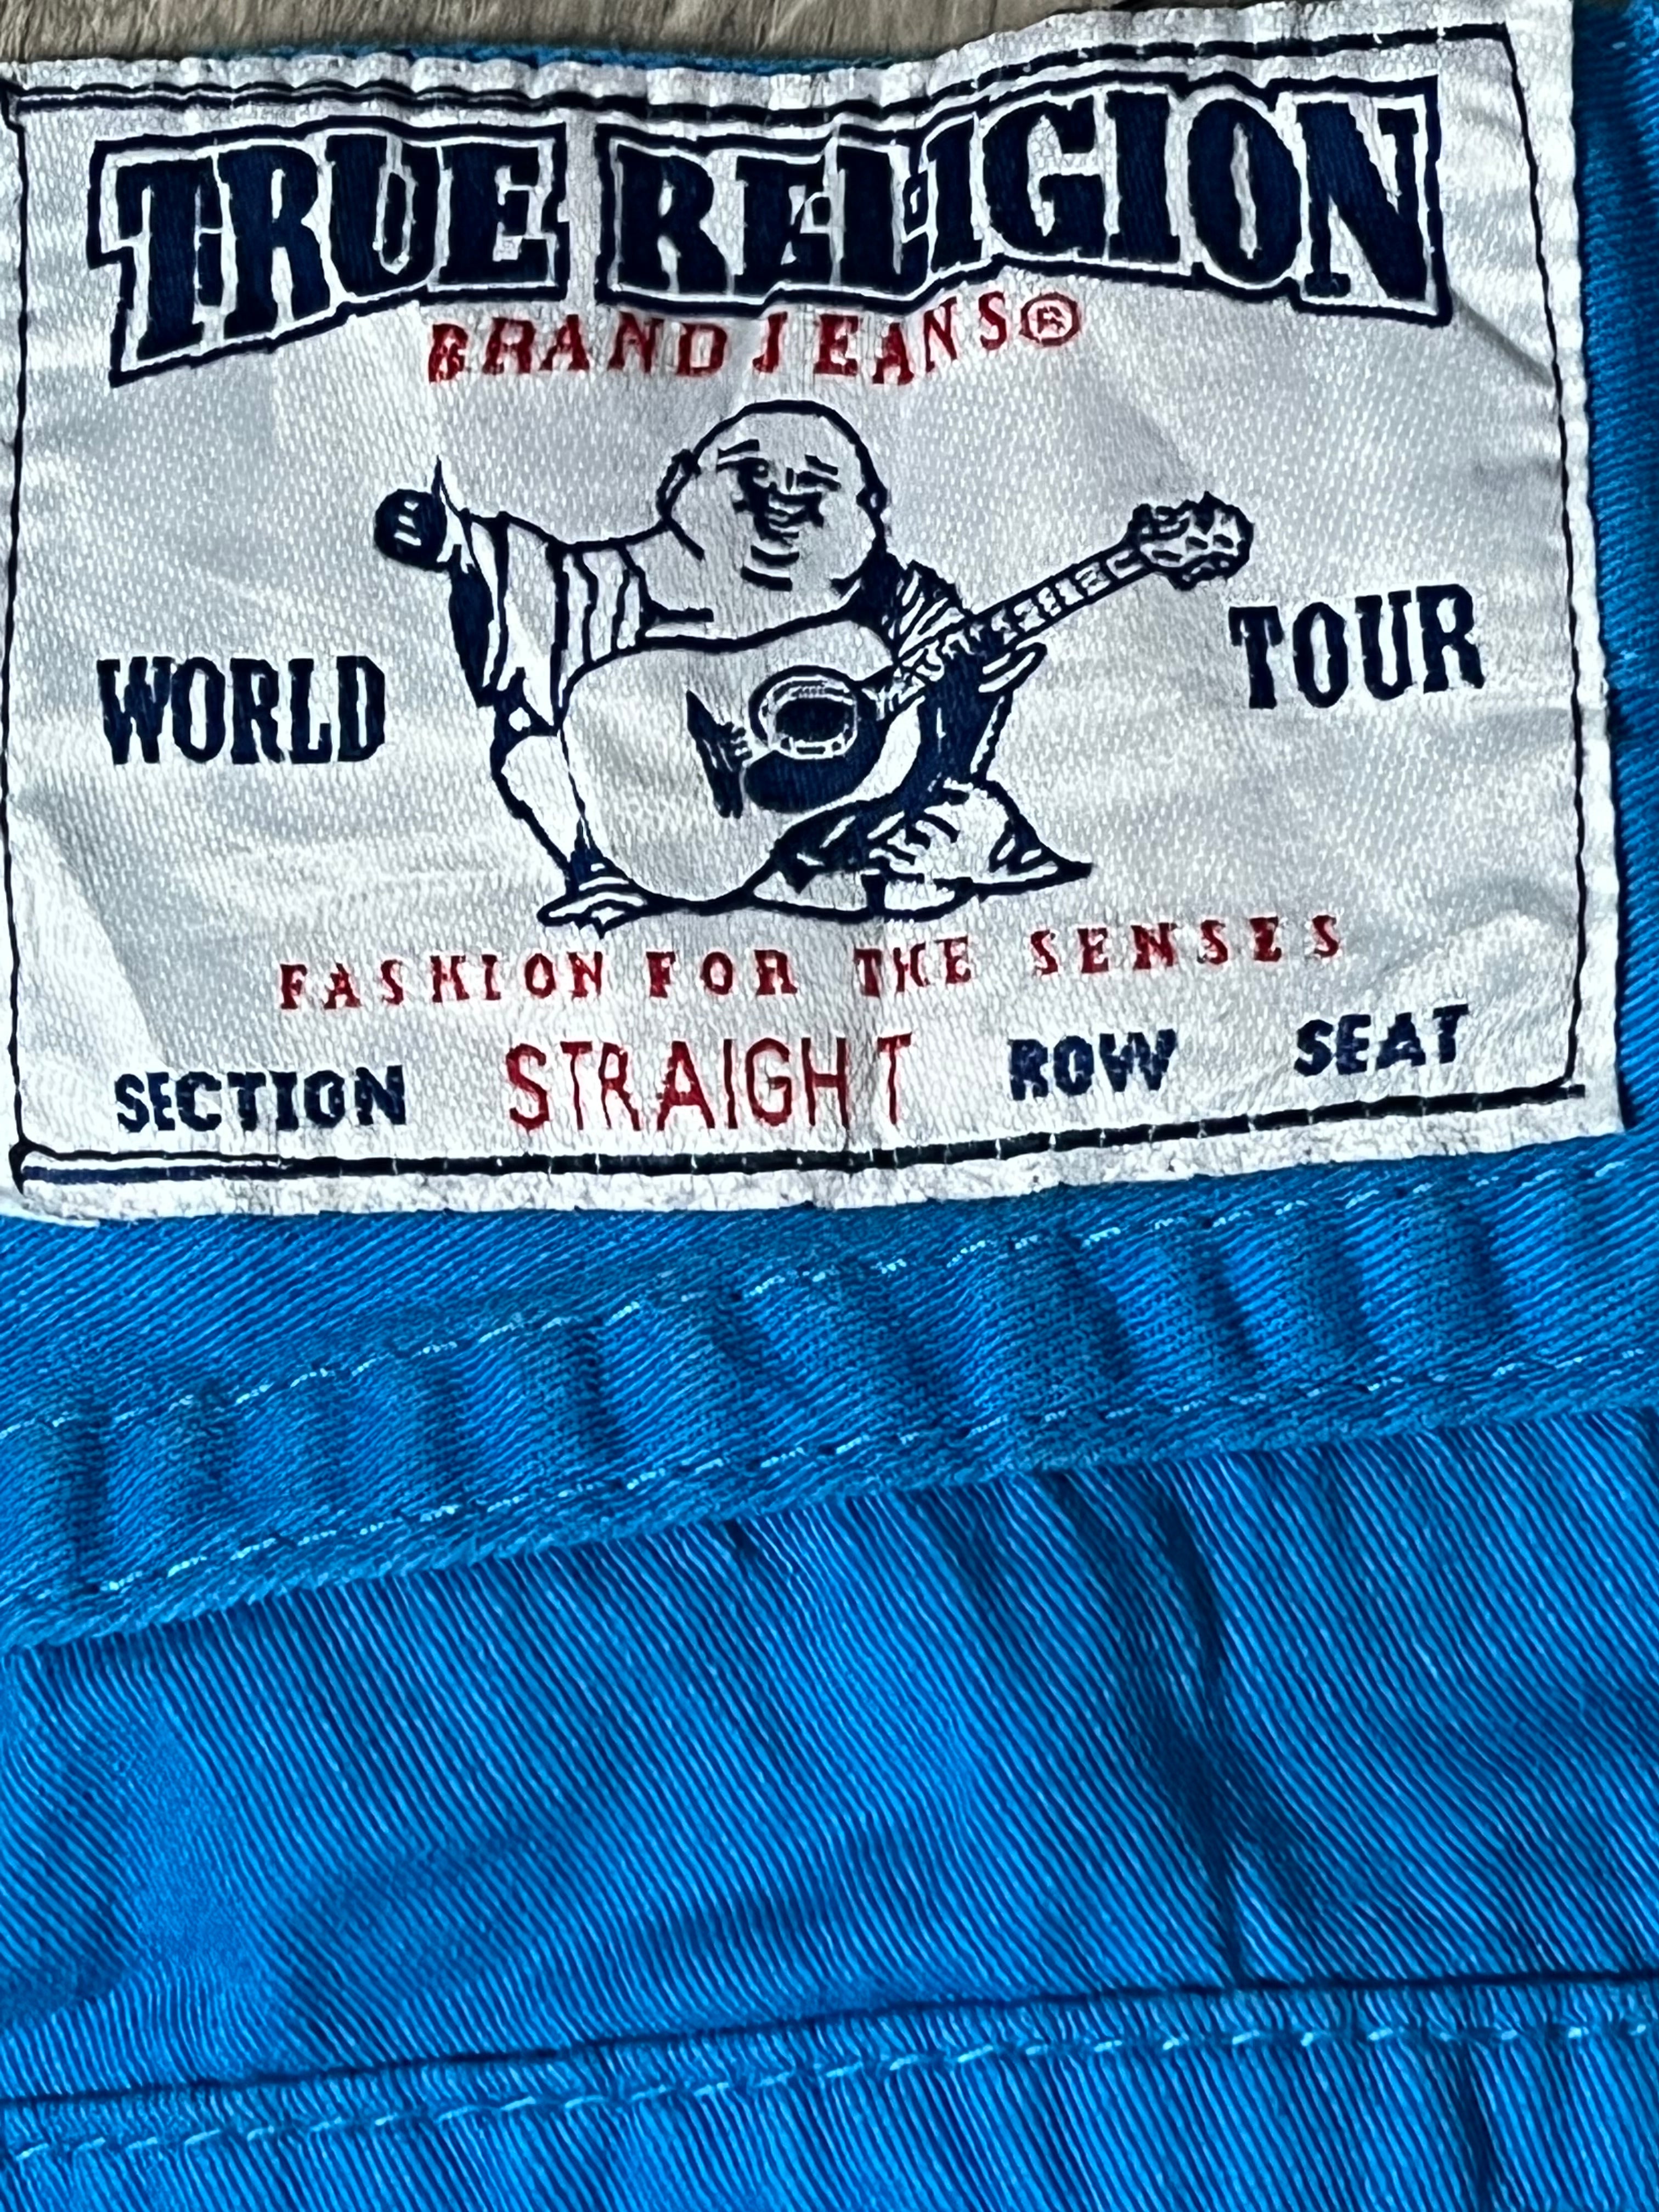 TRUE RELIGION
BRAND JEANS®
WORLD TOUR
FASHION FOR THE SENSES
SECTION STRAIGHT ROW SEAT